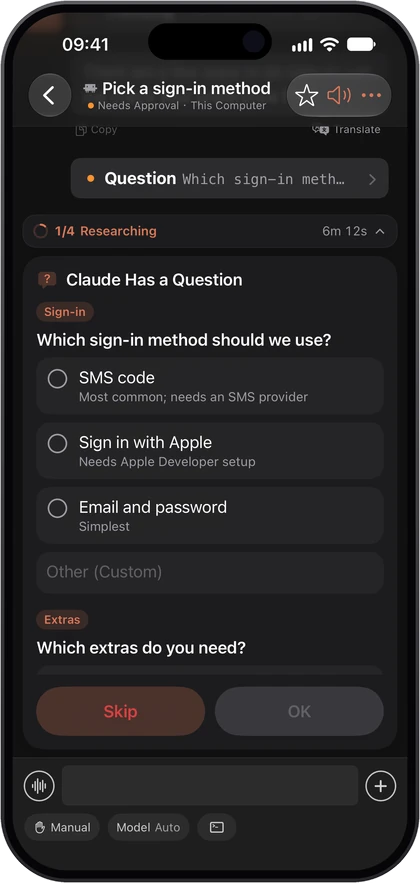 09:41
Pick a sign-in method
Needs Approval · This Computer
Copy
Translate
Question Which sign-in meth…
1/4 Researching
6m 12s
Claude Has a Question
Sign-in
Which sign-in method should we use?
SMS code
Most common; needs an SMS provider
Sign in with Apple
Needs Apple Developer setup
Email and password
Simplest
Other (Custom)
Extras
Which extras do you need?
Skip
OK
Manual
Model Auto